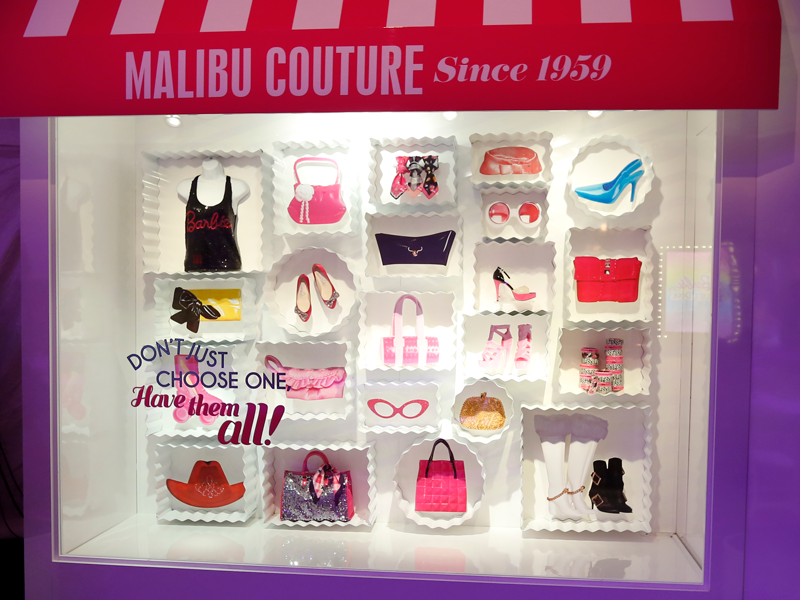 MALIBU COUTURE Since 1959
Barbie
DON'T JUST
CHOOSE ONE,
Have them
all!